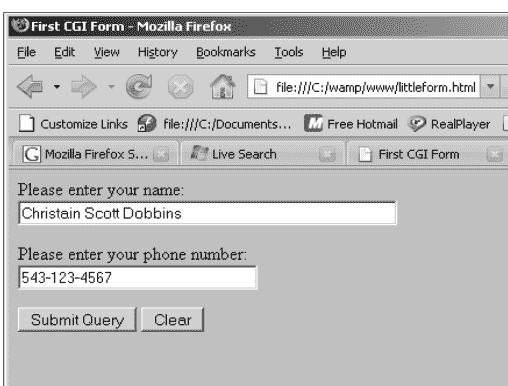 First CGI Form - Mozilla Firefox
File Edit View History Bookmarks Tools Help
file:///C:/wamp/www/littleform.html
Customize Links file:///C:/Documents... Free Hotmail RealPlayer
G Mozilla Firefox S... Live Search First CGI Form
Please enter your name:
Christain Scott Dobbins
Please enter your phone number:
543-123-4567
Submit Query Clear